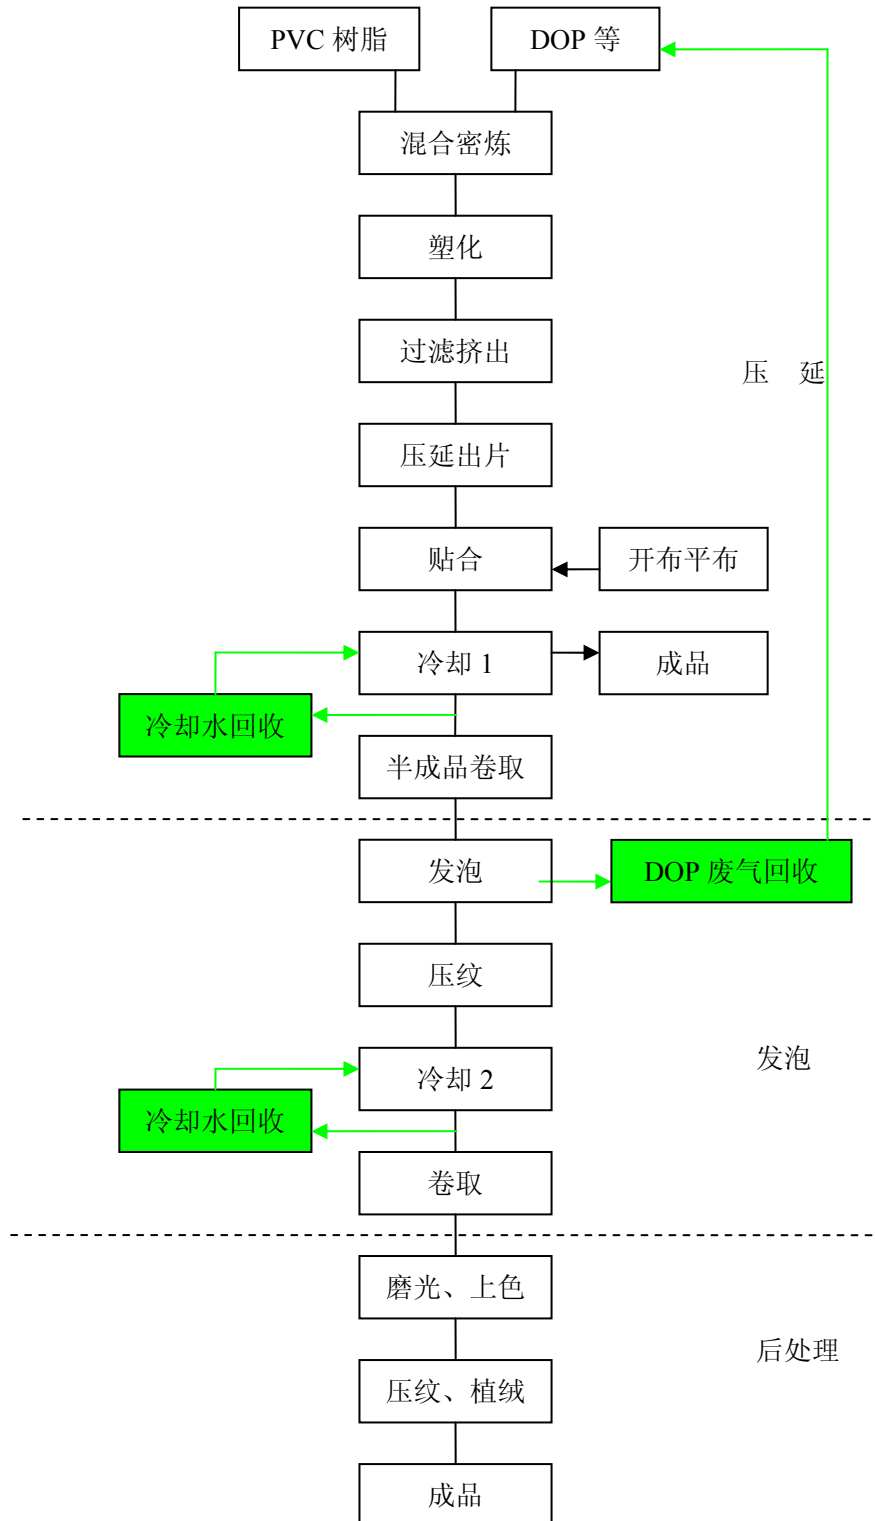 PVC 树脂
DOP 等
混合密炼
塑化
过滤挤出
压 延
压延出片
贴合
开布平布
冷却 1
成品
冷却水回收
半成品卷取
发泡
DOP 废气回收
压纹
发泡
冷却 2
冷却水回收
卷取
磨光、上色
后处理
压纹、植绒
成品